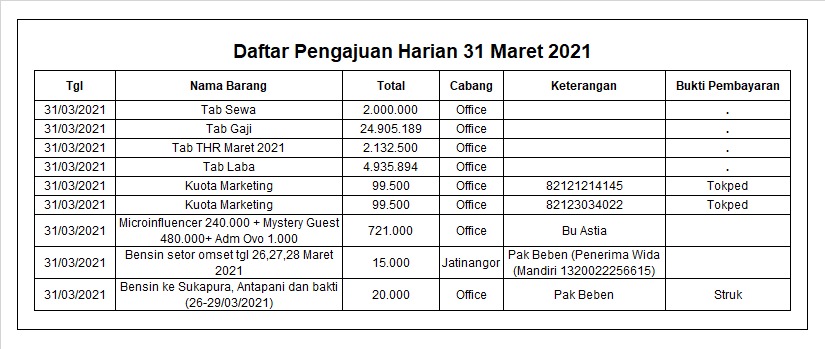 Daftar Pengajuan Harian 31 Maret 2021
Tgl Nama Barang Total Cabang Keterangan Bukti Pembayaran
31/03/2021 Tab Sewa 2.000.000 Office .
31/03/2021 Tab Gaji 24.905.189 Office .
31/03/2021 Tab THR Maret 2021 2.132.500 Office .
31/03/2021 Tab Laba 4.935.894 Office .
31/03/2021 Kuota Marketing 99.500 Office 82121214145 Tokped
31/03/2021 Kuota Marketing 99.500 Office 82123034022 Tokped
31/03/2021 Microinfluencer 240.000 + Mystery Guest
480.000+ Adm Ovo 1.000 721.000 Office Bu Astia
31/03/2021 Bensin setor omset tgl 26,27,28 Maret
2021 15.000 Jatinangor Pak Beben (Penerima Wida
(Mandiri 1320022256615)
31/03/2021 Bensin ke Sukapura, Antapani dan bakti
(26-29/03/2021) 20.000 Office Pak Beben Struk